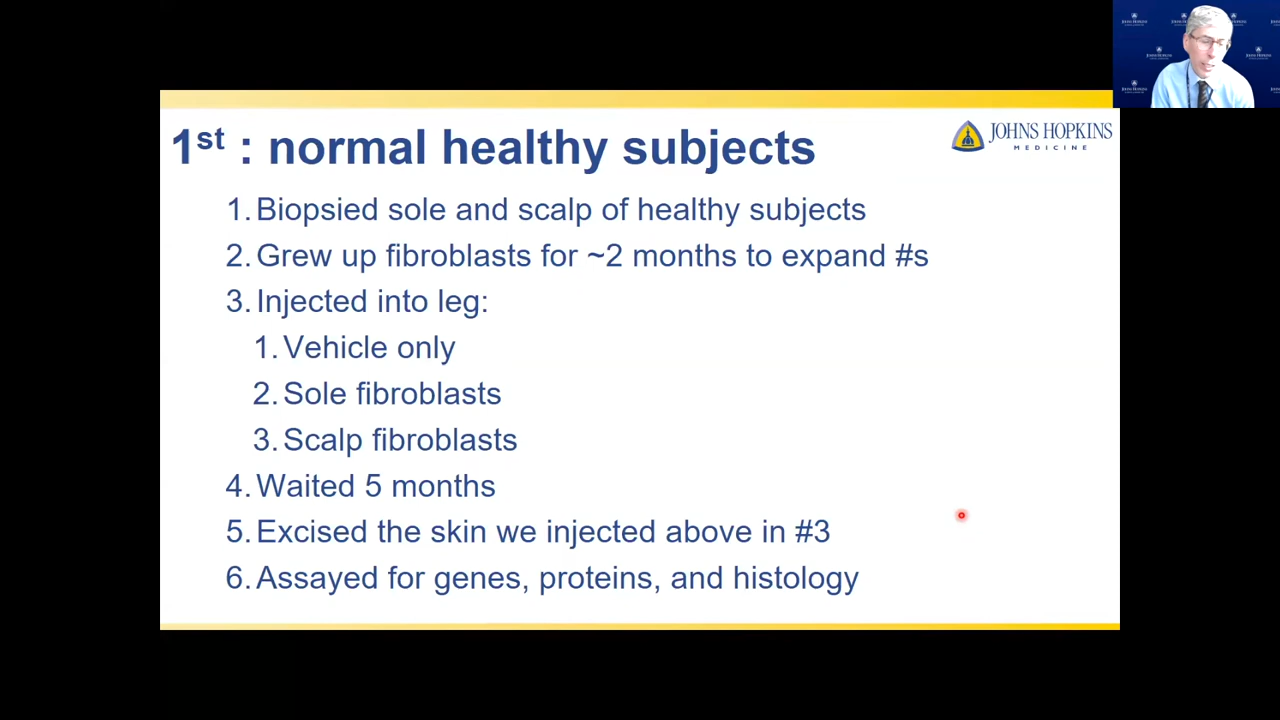 1st : normal healthy subjects
JOHNS HOPKINS
MEDICINE
1. Biopsied sole and scalp of healthy subjects
2. Grew up fibroblasts for ~2 months to expand #s
3. Injected into leg:
1. Vehicle only
2. Sole fibroblasts
3. Scalp fibroblasts
4. Waited 5 months
5. Excised the skin we injected above in #3
6. Assayed for genes, proteins, and histology